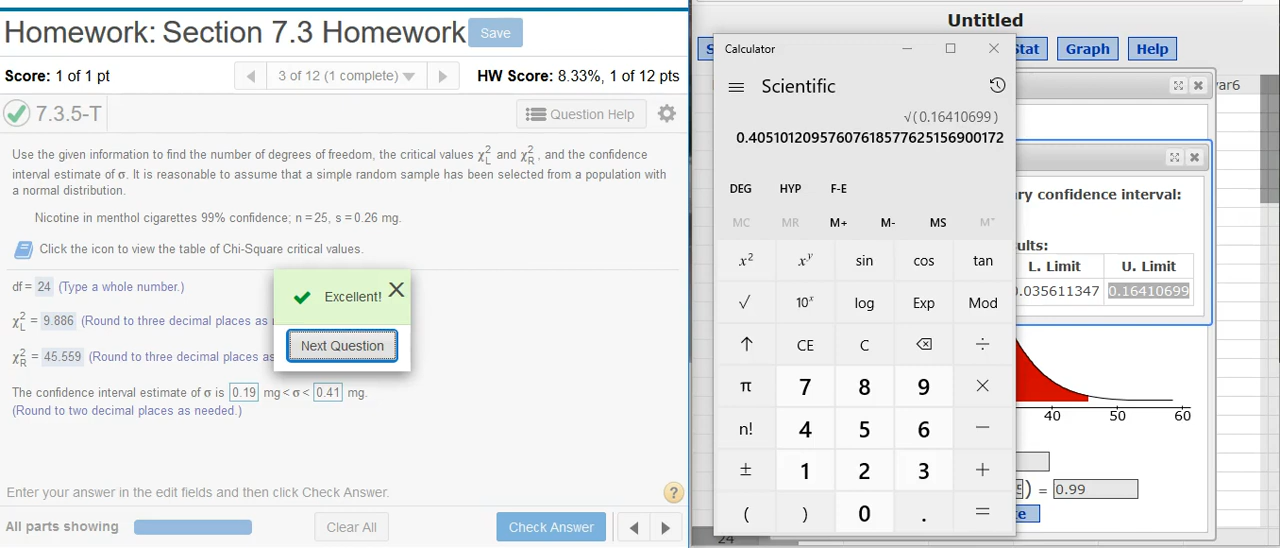 Homework: Section 7.3 Homework
Save
Score: 1 of 1 pt
3 of 12 (1 complete)
HW Score: 8.33%, 1 of 12 pts
7.3.5-T
Question Help
Use the given information to find the number of degrees of freedom, the critical values χ²L and χ²R, and the confidence
interval estimate of σ. It is reasonable to assume that a simple random sample has been selected from a population with
a normal distribution.
Nicotine in menthol cigarettes 99% confidence; n=25, s=0.26 mg.
Click the icon to view the table of Chi-Square critical values.
df = 24 (Type a whole number.)
χ²L = 9.886 (Round to three decimal places as
χ²R = 45.559 (Round to three decimal places as
The confidence interval estimate of σ is 0.19 mg<σ< 0.41 mg.
(Round to two decimal places as needed.)
Excellent!
Next Question
Enter your answer in the edit fields and then click Check Answer.
?
All parts showing
Clear All
Check Answer
Untitled
S
Stat
Graph
Help
var6
Calculator
Scientific
√(0.16410699)
0.40510120957607618577625156900172
DEG HYP F-E
MC MR M+ M- MS
x² xʸ sin cos tan
√ 10ˣ log Exp Mod
↑ CE C ⌫ ÷
π 7 8 9 ×
n! 4 5 6 −
± 1 2 3 +
( ) 0 . =
ry confidence interval:
ults:
L. Limit U. Limit
0.035611347 0.16410699
40 50 60
) = 0.99
te
24